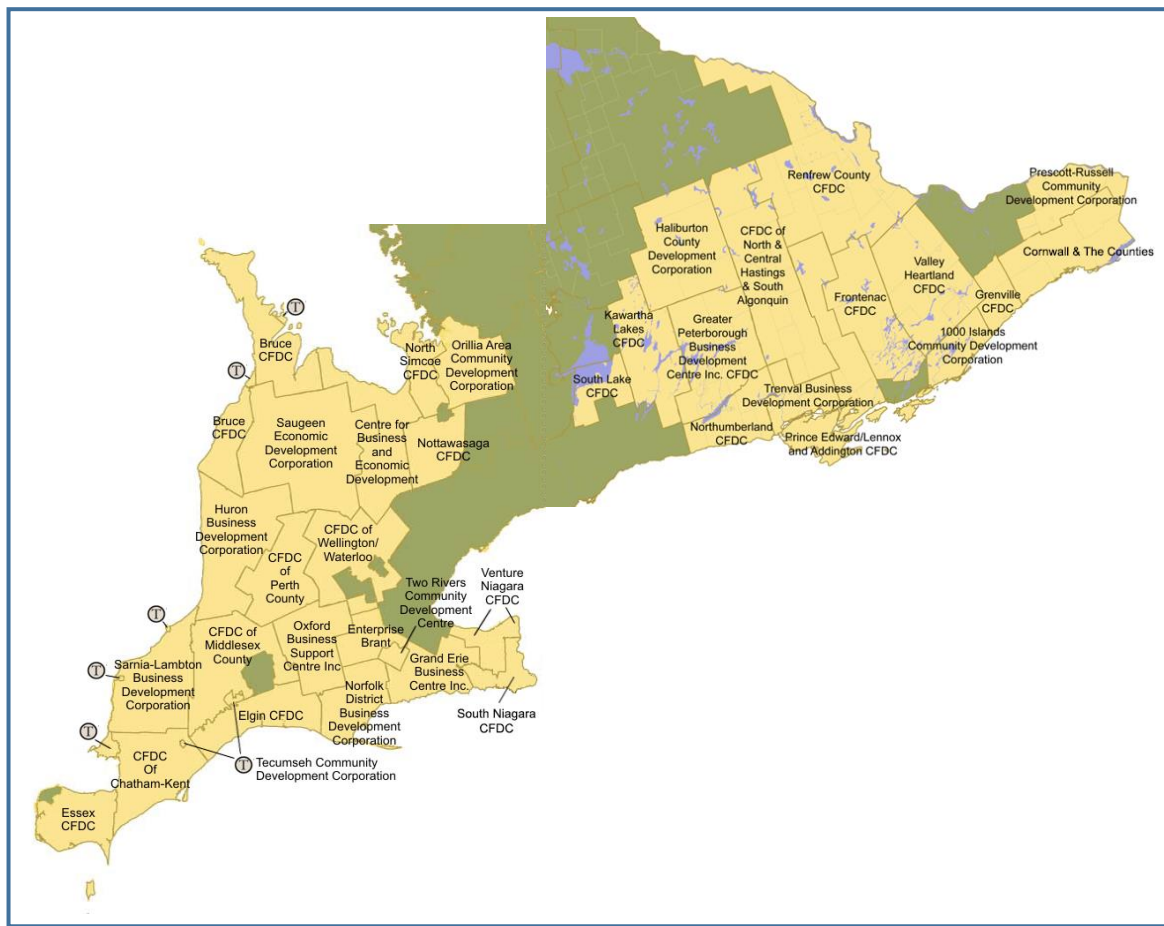 Renfrew County
CFDC
Prescott-Russell
Community
Development Corporation
Haliburton
County
Development
Corporation
CFDC of
North &
Central
Hastings
& South
Algonquin
Valley
Heartland
CFDC
Cornwall & The Counties
Frontenac
CFDC
Grenville
CFDC
Kawartha
Lakes
CFDC
Greater
Peterborough
Business
Development
Centre Inc. CFDC
1000 Islands
Community Development
Corporation
South Lake
CFDC
Trenval Business
Development Corporation
Northumberland
CFDC
Prince Edward/Lennox
and Addington CFDC
T
Bruce
CFDC
T
North
Simcoe
CFDC
Orillia Area
Community
Development
Corporation
Bruce
CFDC
Saugeen
Economic
Development
Corporation
Centre for
Business
and
Economic
Development
Nottawasaga
CFDC
Huron
Business
Development
Corporation
CFDC of
Wellington/
Waterloo
CFDC
of
Perth
County
Two Rivers
Community
Development
Centre
Venture
Niagara
CFDC
T
CFDC of
Middlesex
County
Oxford
Business
Support
Centre Inc
Enterprise
Brant
Grand Erie
Business
Centre Inc.
T
Sarnia-Lambton
Business
Development
Corporation
Norfolk
District
Business
Development
Corporation
Elgin CFDC
South Niagara
CFDC
T
CFDC
Of
Chatham-Kent
T
Tecumseh Community
Development Corporation
Essex
CFDC